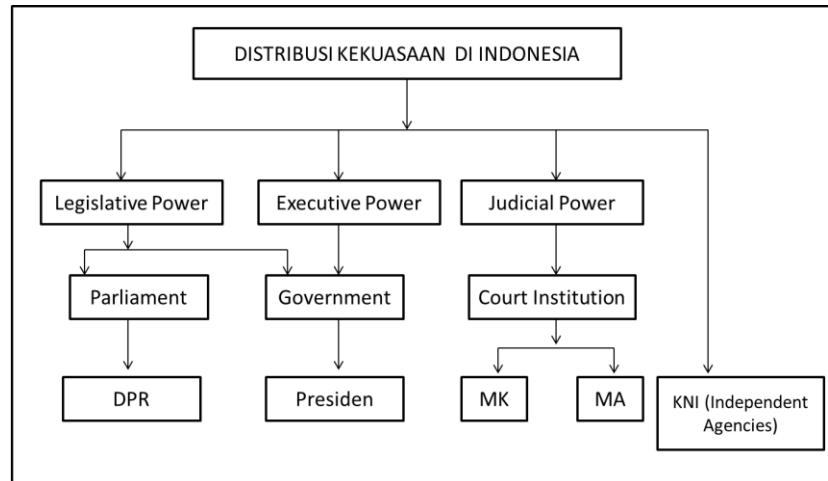 DISTRIBUSI KEKUASAAN DI INDONESIA
Legislative Power
Executive Power
Judicial Power
Parliament
Government
Court Institution
DPR
Presiden
MK
MA
KNI (Independent
Agencies)